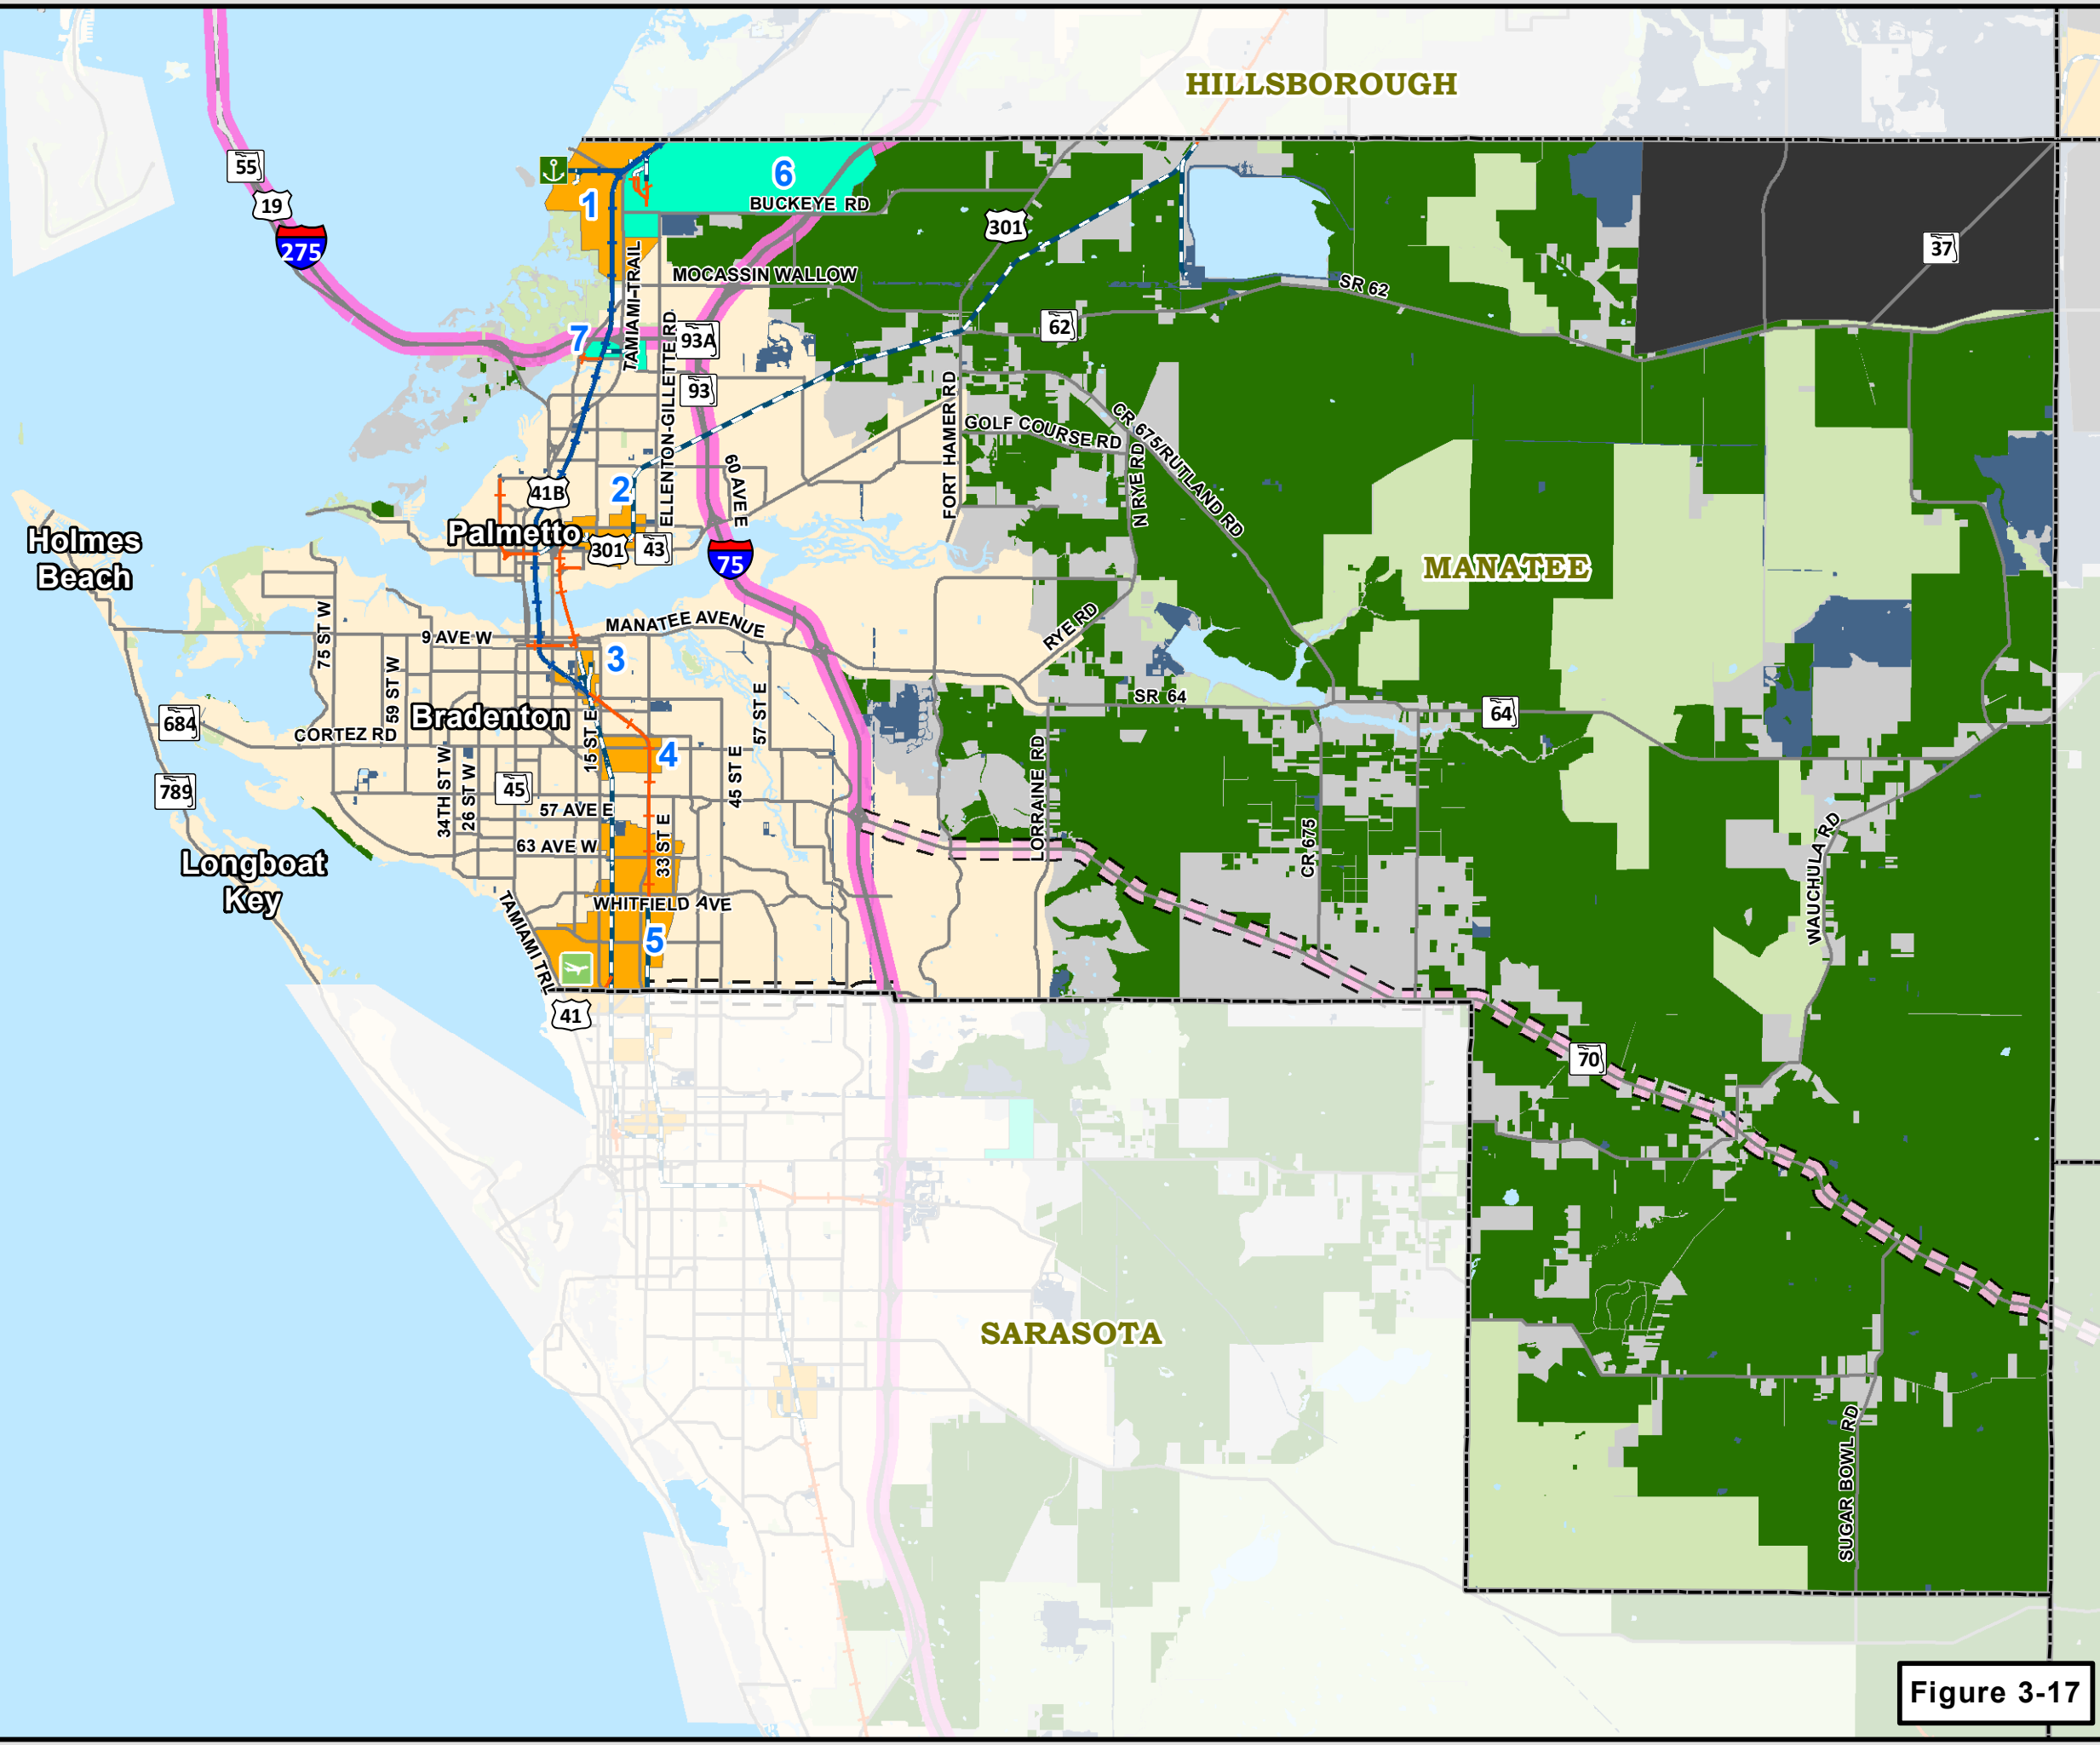 HILLSBOROUGH
55
19
275
1
6
BUCKEYE RD
301
37
TAMIAMI-TRAIL
MOCASSIN WALLOW
SR 62
7
93A
62
ELLENTON-GILLETTE RD
93
FORT HAMER RD
GOLF COURSE RD
CR 675/RUTLAND RD
N RYE RD
60 AVE E
41B
2
Palmetto
301
43
Holmes
Beach
75
MANATEE
75 ST W
9 AVE W
MANATEE AVENUE
RYE RD
3
59 ST W
57 ST E
SR 64
64
684
Bradenton
CORTEZ RD
15 ST E
4
45 ST E
LORRAINE RD
789
34TH ST W
26 ST W
45
57 AVE E
63 AVE W
33 ST E
CR 675
WAUCHULA RD
Longboat
Key
TAMIAMI TRL
WHITFIELD AVE
5
41
70
SARASOTA
SUGAR BOWL RD
Figure 3-17